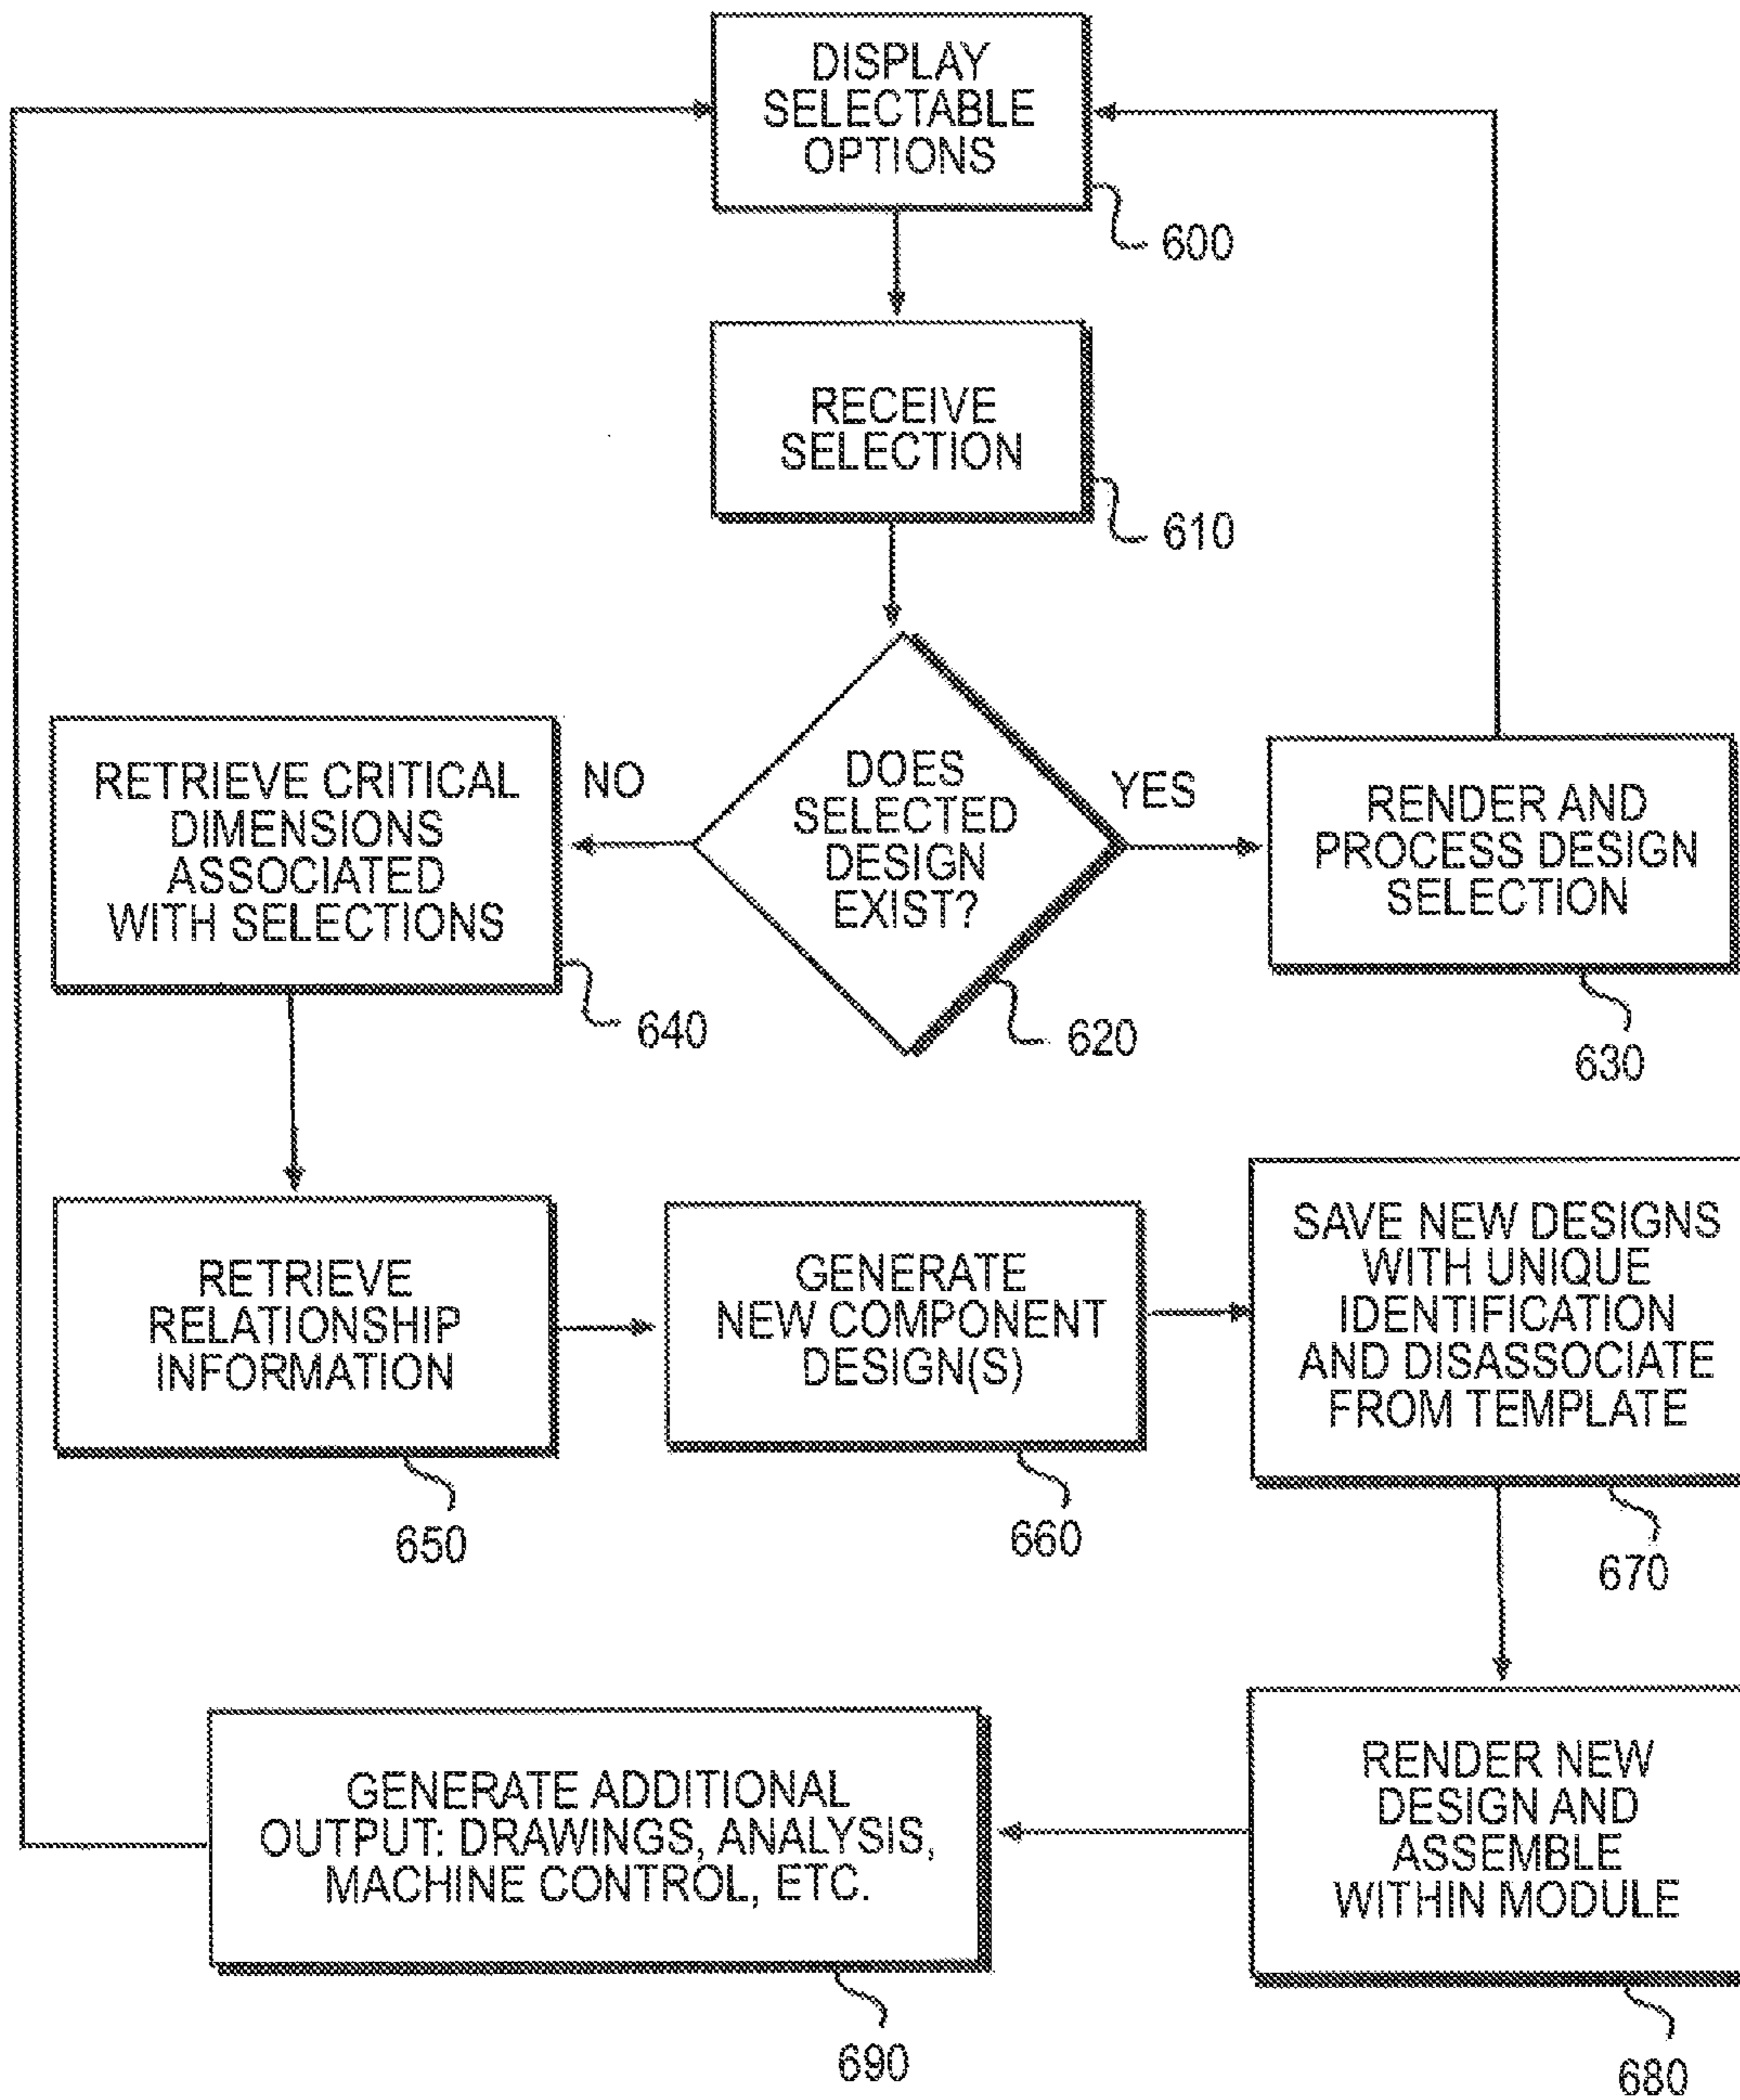 DISPLAY
SELECTABLE
OPTIONS
600
RECEIVE
SELECTION
610
DOES
SELECTED
DESIGN
EXIST?
620
NO
YES
RENDER AND
PROCESS DESIGN
SELECTION
630
RETRIEVE CRITICAL
DIMENSIONS
ASSOCIATED
WITH SELECTIONS
640
RETRIEVE
RELATIONSHIP
INFORMATION
650
GENERATE
NEW COMPONENT
DESIGN(S)
660
SAVE NEW DESIGNS
WITH UNIQUE
IDENTIFICATION
AND DISASSOCIATE
FROM TEMPLATE
670
RENDER NEW
DESIGN AND
ASSEMBLE
WITHIN MODULE
680
GENERATE ADDITIONAL
OUTPUT: DRAWINGS, ANALYSIS,
MACHINE CONTROL, ETC.
690